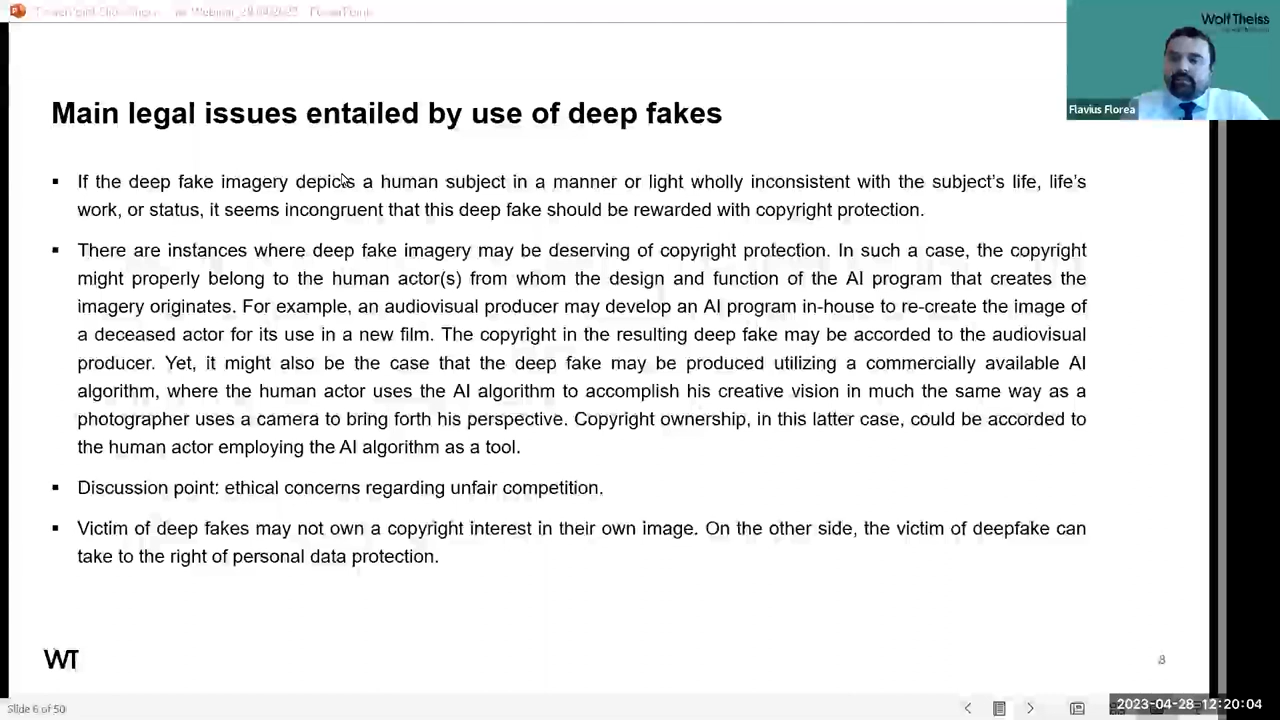 Wolf Theiss
Flavius Florea
Main legal issues entailed by use of deep fakes
▪ If the deep fake imagery depicts a human subject in a manner or light wholly inconsistent with the subject's life, life's
work, or status, it seems incongruent that this deep fake should be rewarded with copyright protection.
▪ There are instances where deep fake imagery may be deserving of copyright protection. In such a case, the copyright
might properly belong to the human actor(s) from whom the design and function of the AI program that creates the
imagery originates. For example, an audiovisual producer may develop an AI program in-house to re-create the image of
a deceased actor for its use in a new film. The copyright in the resulting deep fake may be accorded to the audiovisual
producer. Yet, it might also be the case that the deep fake may be produced utilizing a commercially available AI
algorithm, where the human actor uses the AI algorithm to accomplish his creative vision in much the same way as a
photographer uses a camera to bring forth his perspective. Copyright ownership, in this latter case, could be accorded to
the human actor employing the AI algorithm as a tool.
▪ Discussion point: ethical concerns regarding unfair competition.
▪ Victim of deep fakes may not own a copyright interest in their own image. On the other side, the victim of deepfake can
take to the right of personal data protection.
WT
8
Slide 6 of 50
2023-04-28 12:20:04